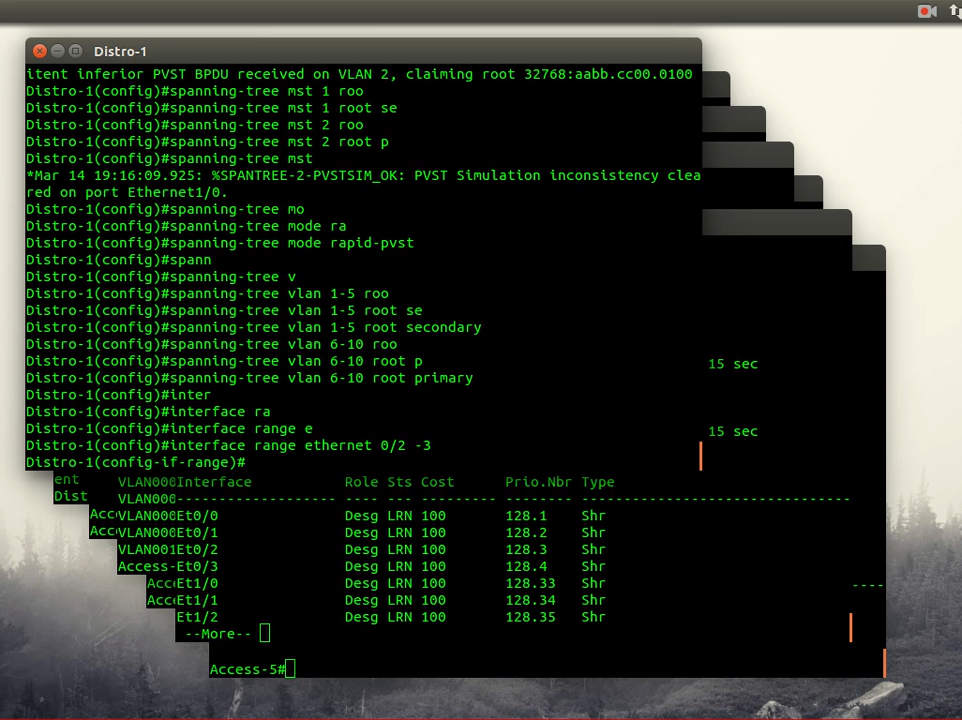 Distro-1
itent inferior PVST BPDU received on VLAN 2, claiming root 32768:aabb.cc00.0100
Distro-1(config)#spanning-tree mst 1 roo
Distro-1(config)#spanning-tree mst 1 root se
Distro-1(config)#spanning-tree mst 2 roo
Distro-1(config)#spanning-tree mst 2 root p
Distro-1(config)#spanning-tree mst
*Mar 14 19:16:09.925: %SPANTREE-2-PVSTSIM_OK: PVST Simulation inconsistency clea
red on port Ethernet1/0.
Distro-1(config)#spanning-tree mo
Distro-1(config)#spanning-tree mode ra
Distro-1(config)#spanning-tree mode rapid-pvst
Distro-1(config)#spann
Distro-1(config)#spanning-tree v
Distro-1(config)#spanning-tree vlan 1-5 roo
Distro-1(config)#spanning-tree vlan 1-5 root se
Distro-1(config)#spanning-tree vlan 1-5 root secondary
Distro-1(config)#spanning-tree vlan 6-10 roo
Distro-1(config)#spanning-tree vlan 6-10 root p
15 sec
Distro-1(config)#spanning-tree vlan 6-10 root primary
Distro-1(config)#inter
Distro-1(config)#interface ra
Distro-1(config)#interface range e
15 sec
Distro-1(config)#interface range ethernet 0/2 -3
Distro-1(config-if-range)#
ent VLAN000Interface Role Sts Cost Prio.Nbr Type
Dist VLAN000------------------- ---- --- --------- -------- --------------------------------
AccVLAN000Et0/0 Desg LRN 100 128.1 Shr
AccVLAN000Et0/1 Desg LRN 100 128.2 Shr
VLAN001Et0/2 Desg LRN 100 128.3 Shr
Access-Et0/3 Desg LRN 100 128.4 Shr
AccEt1/0 Desg LRN 100 128.33 Shr ----
AccEt1/1 Desg LRN 100 128.34 Shr
Et1/2 Desg LRN 100 128.35 Shr
--More--
Access-5#